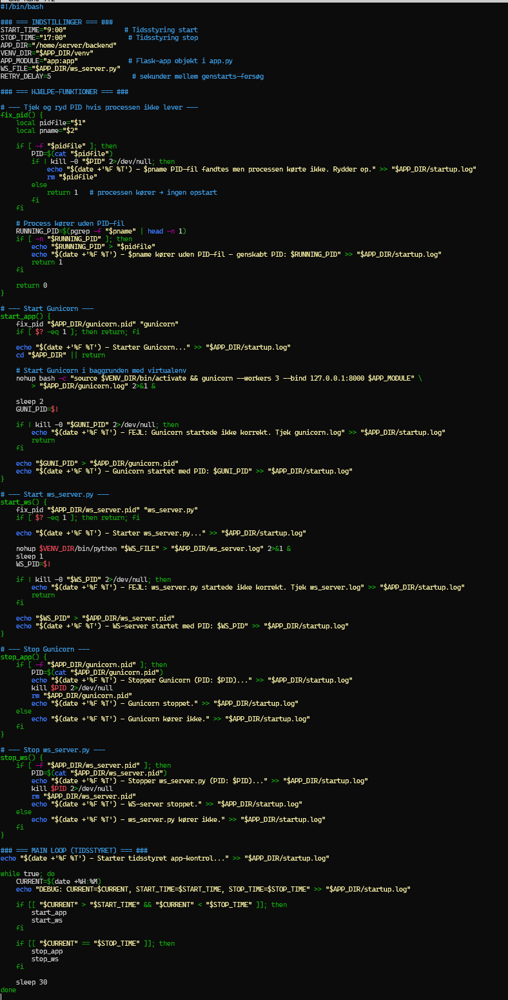 #!/bin/bash

### === INDSTILLINGER === ###
START_TIME="9:00"               # Tidsstyring start
STOP_TIME="17:00"                # Tidsstyring stop
APP_DIR="/home/server/backend"
VENV_DIR="$APP_DIR/venv"
APP_MODULE="app:app"             # Flask-app objekt i app.py
WS_FILE="$APP_DIR/ws_server.py"
RETRY_DELAY=5                     # sekunder mellem genstarts-forsøg

### === HJÆLPE-FUNKTIONER === ###

# --- Tjek og ryd PID hvis processen ikke lever ---
fix_pid() {
    local pidfile="$1"
    local pname="$2"

    if [ -f "$pidfile" ]; then
        PID=$(cat "$pidfile")
        if ! kill -0 "$PID" 2>/dev/null; then
            echo "$(date +'%F %T') - $pname PID-fil fandtes men processen kørte ikke. Rydder op." >> "$APP_DIR/startup.log"
            rm "$pidfile"
        else
            return 1   # processen kører → ingen opstart
        fi
    fi

    # Process kører uden PID-fil
    RUNNING_PID=$(pgrep -f "$pname" | head -n 1)
    if [ -n "$RUNNING_PID" ]; then
        echo "$RUNNING_PID" > "$pidfile"
        echo "$(date +'%F %T') - $pname kører uden PID-fil - genskabt PID: $RUNNING_PID" >> "$APP_DIR/startup.log"
        return 1
    fi

    return 0
}

# --- Start Gunicorn ---
start_app() {
    fix_pid "$APP_DIR/gunicorn.pid" "gunicorn"
    if [ $? -eq 1 ]; then return; fi

    echo "$(date +'%F %T') - Starter Gunicorn..." >> "$APP_DIR/startup.log"
    cd "$APP_DIR" || return

    # Start Gunicorn i baggrunden med virtualenv
    nohup bash -c "source $VENV_DIR/bin/activate && gunicorn --workers 3 --bind 127.0.0.1:8000 $APP_MODULE" \
        > "$APP_DIR/gunicorn.log" 2>&1 &

    sleep 2
    GUNI_PID=$!

    if ! kill -0 "$GUNI_PID" 2>/dev/null; then
        echo "$(date +'%F %T') - FEJL: Gunicorn startede ikke korrekt. Tjek gunicorn.log" >> "$APP_DIR/startup.log"
        return
    fi

    echo "$GUNI_PID" > "$APP_DIR/gunicorn.pid"
    echo "$(date +'%F %T') - Gunicorn startet med PID: $GUNI_PID" >> "$APP_DIR/startup.log"
}

# --- Start ws_server.py ---
start_ws() {
    fix_pid "$APP_DIR/ws_server.pid" "ws_server.py"
    if [ $? -eq 1 ]; then return; fi

    echo "$(date +'%F %T') - Starter ws_server.py..." >> "$APP_DIR/startup.log"

    nohup $VENV_DIR/bin/python "$WS_FILE" > "$APP_DIR/ws_server.log" 2>&1 &
    sleep 1
    WS_PID=$!

    if ! kill -0 "$WS_PID" 2>/dev/null; then
        echo "$(date +'%F %T') - FEJL: ws_server.py startede ikke korrekt. Tjek ws_server.log" >> "$APP_DIR/startup.log"
        return
    fi

    echo "$WS_PID" > "$APP_DIR/ws_server.pid"
    echo "$(date +'%F %T') - WS-server startet med PID: $WS_PID" >> "$APP_DIR/startup.log"
}

# --- Stop Gunicorn ---
stop_app() {
    if [ -f "$APP_DIR/gunicorn.pid" ]; then
        PID=$(cat "$APP_DIR/gunicorn.pid")
        echo "$(date +'%F %T') - Stopper Gunicorn (PID: $PID)..." >> "$APP_DIR/startup.log"
        kill $PID 2>/dev/null
        rm "$APP_DIR/gunicorn.pid"
        echo "$(date +'%F %T') - Gunicorn stoppet." >> "$APP_DIR/startup.log"
    else
        echo "$(date +'%F %T') - Gunicorn kører ikke." >> "$APP_DIR/startup.log"
    fi
}

# --- Stop ws_server.py ---
stop_ws() {
    if [ -f "$APP_DIR/ws_server.pid" ]; then
        PID=$(cat "$APP_DIR/ws_server.pid")
        echo "$(date +'%F %T') - Stopper ws_server.py (PID: $PID)..." >> "$APP_DIR/startup.log"
        kill $PID 2>/dev/null
        rm "$APP_DIR/ws_server.pid"
        echo "$(date +'%F %T') - WS-server stoppet." >> "$APP_DIR/startup.log"
    else
        echo "$(date +'%F %T') - ws_server.py kører ikke." >> "$APP_DIR/startup.log"
    fi
}

### === MAIN LOOP (TIDSSTYRET) === ###
echo "$(date +'%F %T') - Starter tidsstyret app-kontrol..." >> "$APP_DIR/startup.log"

while true; do
    CURRENT=$(date +%H:%M)
    echo "DEBUG: CURRENT=$CURRENT, START_TIME=$START_TIME, STOP_TIME=$STOP_TIME" >> "$APP_DIR/startup.log"

    if [[ "$CURRENT" > "$START_TIME" && "$CURRENT" < "$STOP_TIME" ]]; then
        start_app
        start_ws
    fi

    if [[ "$CURRENT" == "$STOP_TIME" ]]; then
        stop_app
        stop_ws
    fi

    sleep 30
done